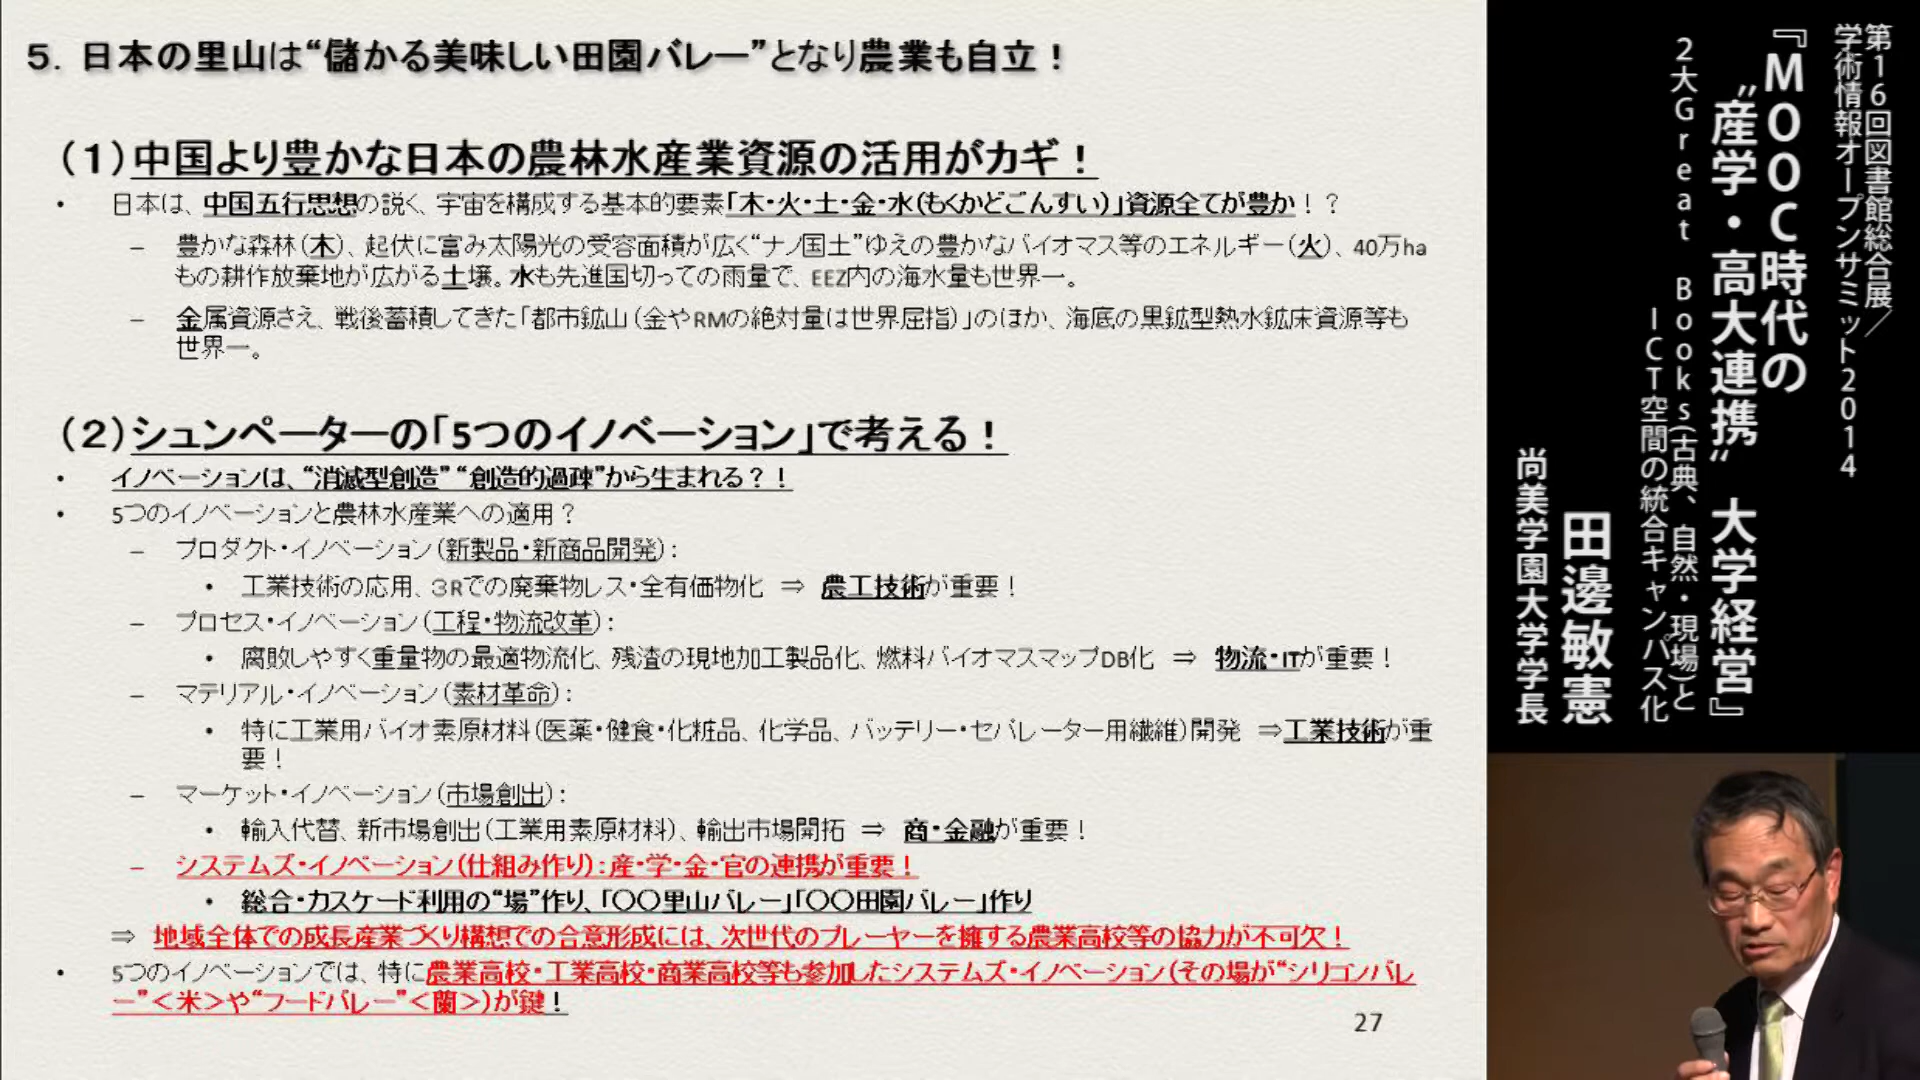 5. 日本の里山は“儲かる美味しい田園バレー”となり農業も自立！
（１）中国より豊かな日本の農林水産業資源の活用がカギ！
• 日本は、中国五行思想の説く、宇宙を構成する基本的要素「木・火・土・金・水（もくかどごんすい）」資源全てが豊か！？
– 豊かな森林（木）、起伏に富み太陽光の受容面積が広く“ナノ国土”ゆえの豊かなバイオマス等のエネルギー（火）、40万ha
もの耕作放棄地が広がる土壌。水も先進国切っての雨量で、EEZ内の海水量も世界一。
– 金属資源さえ、戦後蓄積してきた「都市鉱山（金やRMの絶対量は世界屈指）」のほか、海底の黒鉱型熱水鉱床資源等も
世界一。
（２）シュンペーターの「5つのイノベーション」で考える！
• イノベーションは、“消滅型創造” “創造的過疎”から生まれる？！
• 5つのイノベーションと農林水産業への適用？
– プロダクト・イノベーション（新製品・新商品開発）：
• 工業技術の応用、３Rでの廃棄物レス・全有価物化 ⇒ 農工技術が重要！
– プロセス・イノベーション（工程・物流改革）：
• 腐敗しやすく重量物の最適物流化、残渣の現地加工製品化、燃料バイオマスマップDB化 ⇒ 物流・ITが重要！
– マテリアル・イノベーション（素材革命）：
• 特に工業用バイオ素原材料（医薬・健食・化粧品、化学品、バッテリー・セパレーター用繊維）開発 ⇒工業技術が重
要！
– マーケット・イノベーション（市場創出）：
• 輸入代替、新市場創出（工業用素原材料）、輸出市場開拓 ⇒ 商・金融が重要！
– システムズ・イノベーション（仕組み作り）：産・学・金・官の連携が重要！
• 総合・カスケード利用の“場”作り、「〇〇里山バレー」「〇〇田園バレー」作り
⇒ 地域全体での成長産業づくり構想での合意形成には、次世代のプレーヤーを擁する農業高校等の協力が不可欠！
• 5つのイノベーションでは、特に農業高校・工業高校・商業高校等も参加したシステムズ・イノベーション（その場が“シリコンバレ
ー”＜米＞や“フードバレー”＜蘭＞）が鍵！
27
第１６回図書館総合展／
学術情報オープンサミット２０１４
『ＭＯＯＣ時代の
“産学・高大連携” 大学経営』
２大Ｇｒｅａｔ Ｂｏｏｋｓ(古典、自然・現場)と
ＩＣＴ空間の統合キャンパス化
田邊敏憲
尚美学園大学学長